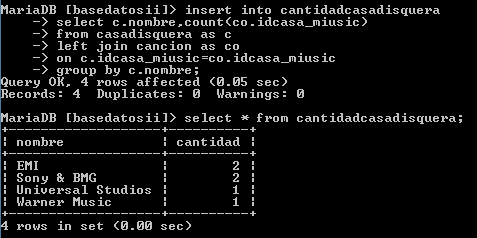 MariaDB [basedatosii]> insert into cantidadcasadisquera
-> select c.nombre,count(co.idcasa_miusic)
-> from casadisquera as c
-> left join cancion as co
-> on c.idcasa_miusic=co.idcasa_miusic
-> group by c.nombre;
Query OK, 4 rows affected (0.05 sec)
Records: 4  Duplicates: 0  Warnings: 0

MariaDB [basedatosii]> select * from cantidadcasadisquera;
+-------------------+----------+
| nombre            | cantidad |
+-------------------+----------+
| EMI               |        2 |
| Sony & BMG        |        2 |
| Universal Studios |        1 |
| Warner Music      |        1 |
+-------------------+----------+
4 rows in set (0.00 sec)